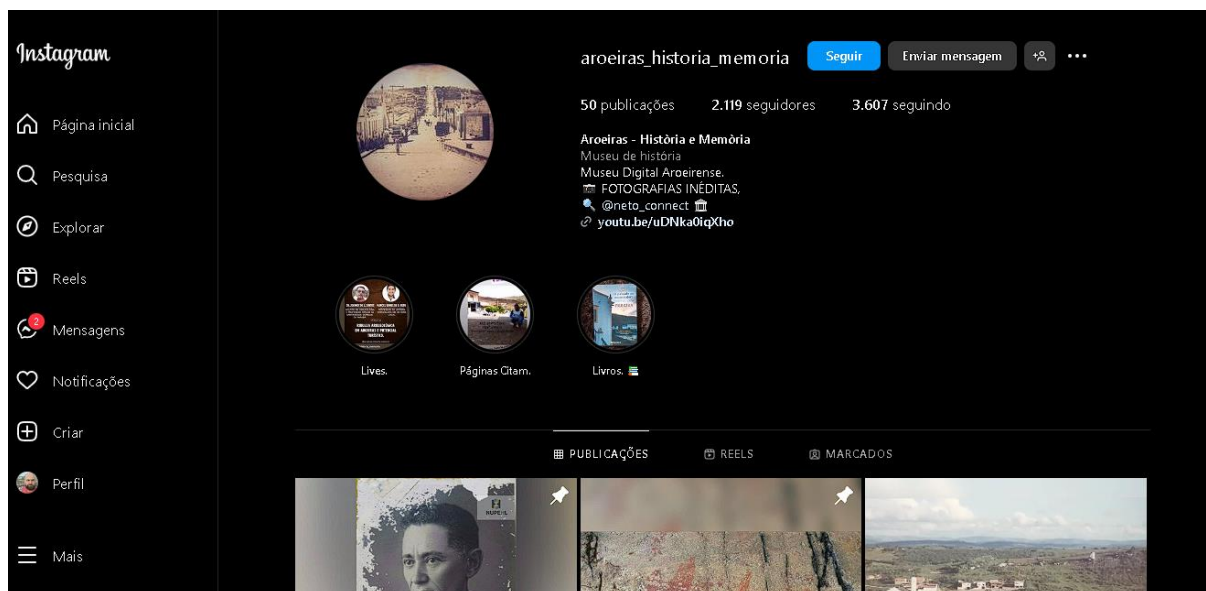 Instagram
Página inicial
Pesquisa
Explorar
Reels
2
Mensagens
Notificações
Criar
Perfil
Mais
aroeiras_historia_memoria
Seguir
Enviar mensagem
50 publicações 2.119 seguidores 3.607 seguindo
Aroeiras - Història e Memòria
Museu de história
Museu Digital Aroeirense.
FOTOGRAFIAS INÉDITAS,
@neto_connect
youtu.be/uDNka0iqXho
Lives.
Páginas Citam.
Livros.
PUBLICAÇÕES
REELS
MARCADOS
NUPEHL